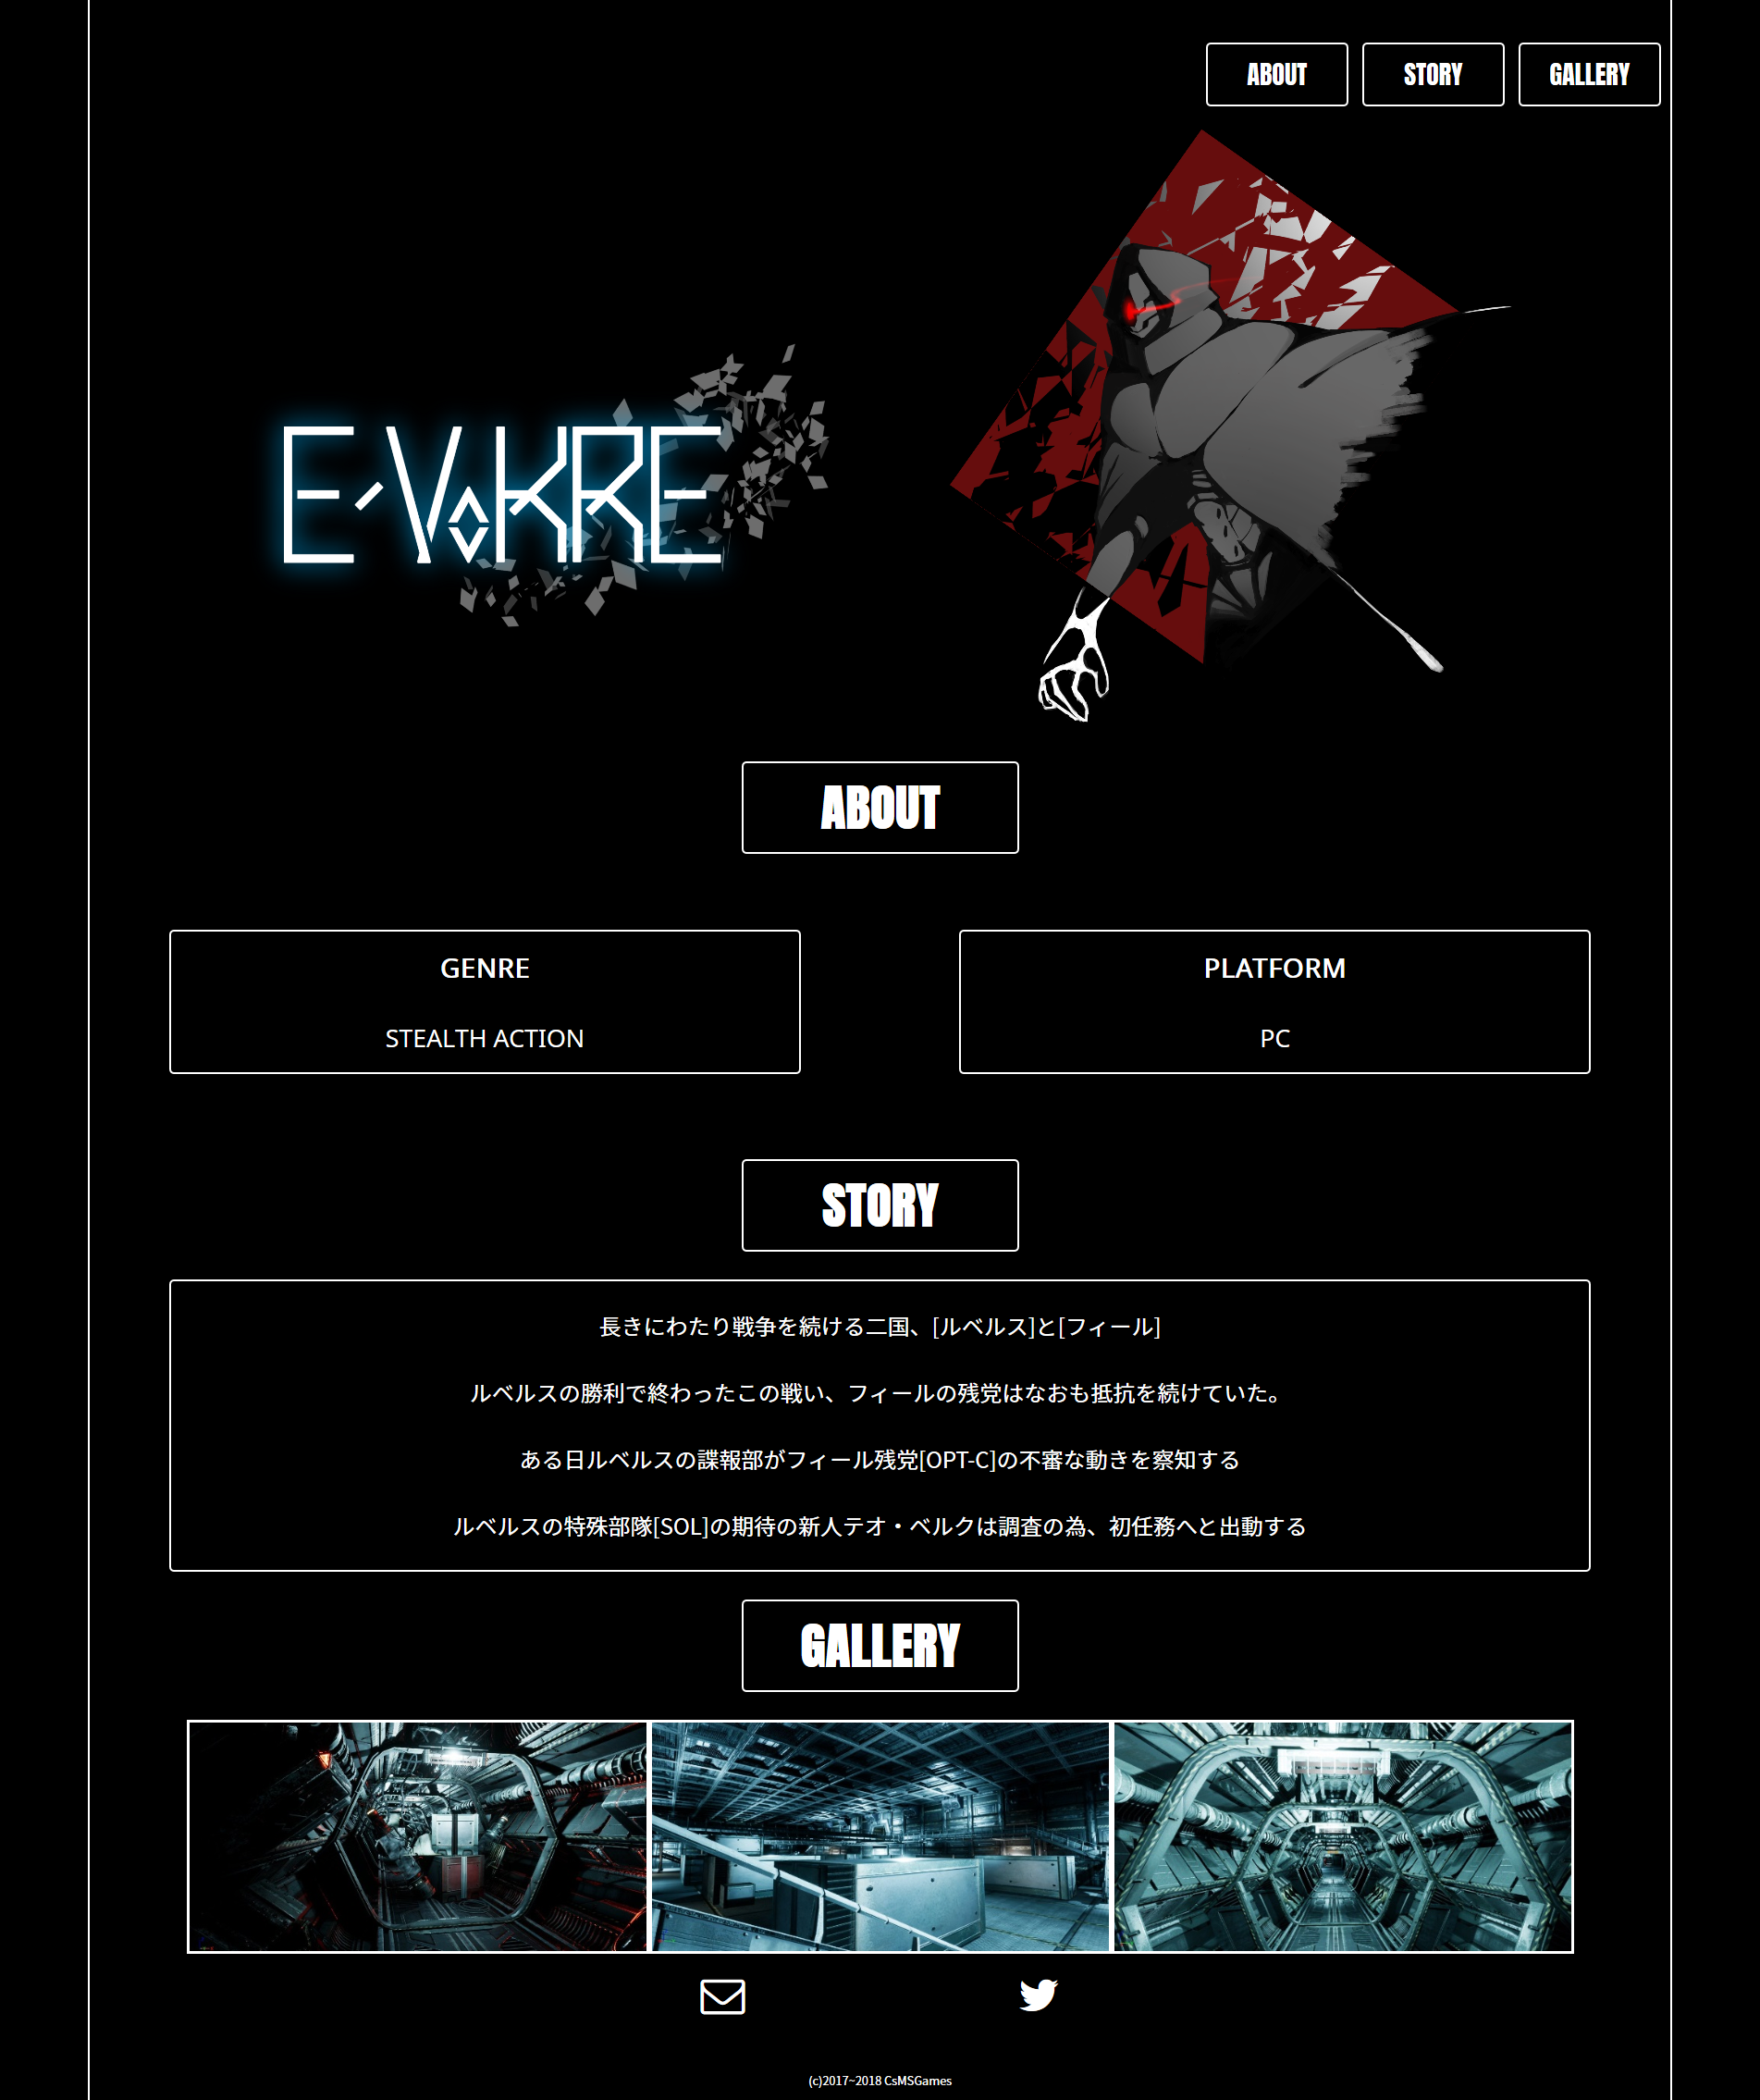 ABOUT
STORY
GALLERY
E-VoKRE
ABOUT
GENRE
STEALTH ACTION
PLATFORM
PC
STORY
長きにわたり戦争を続ける二国、[ルベルス]と[フィール]
ルベルスの勝利で終わったこの戦い、フィールの残党はなおも抵抗を続けていた。
ある日ルベルスの諜報部がフィール残党[OPT-C]の不審な動きを察知する
ルベルスの特殊部隊[SOL]の期待の新人テオ・ベルクは調査の為、初任務へと出動する
GALLERY
(c)2017~2018 CsMSGames